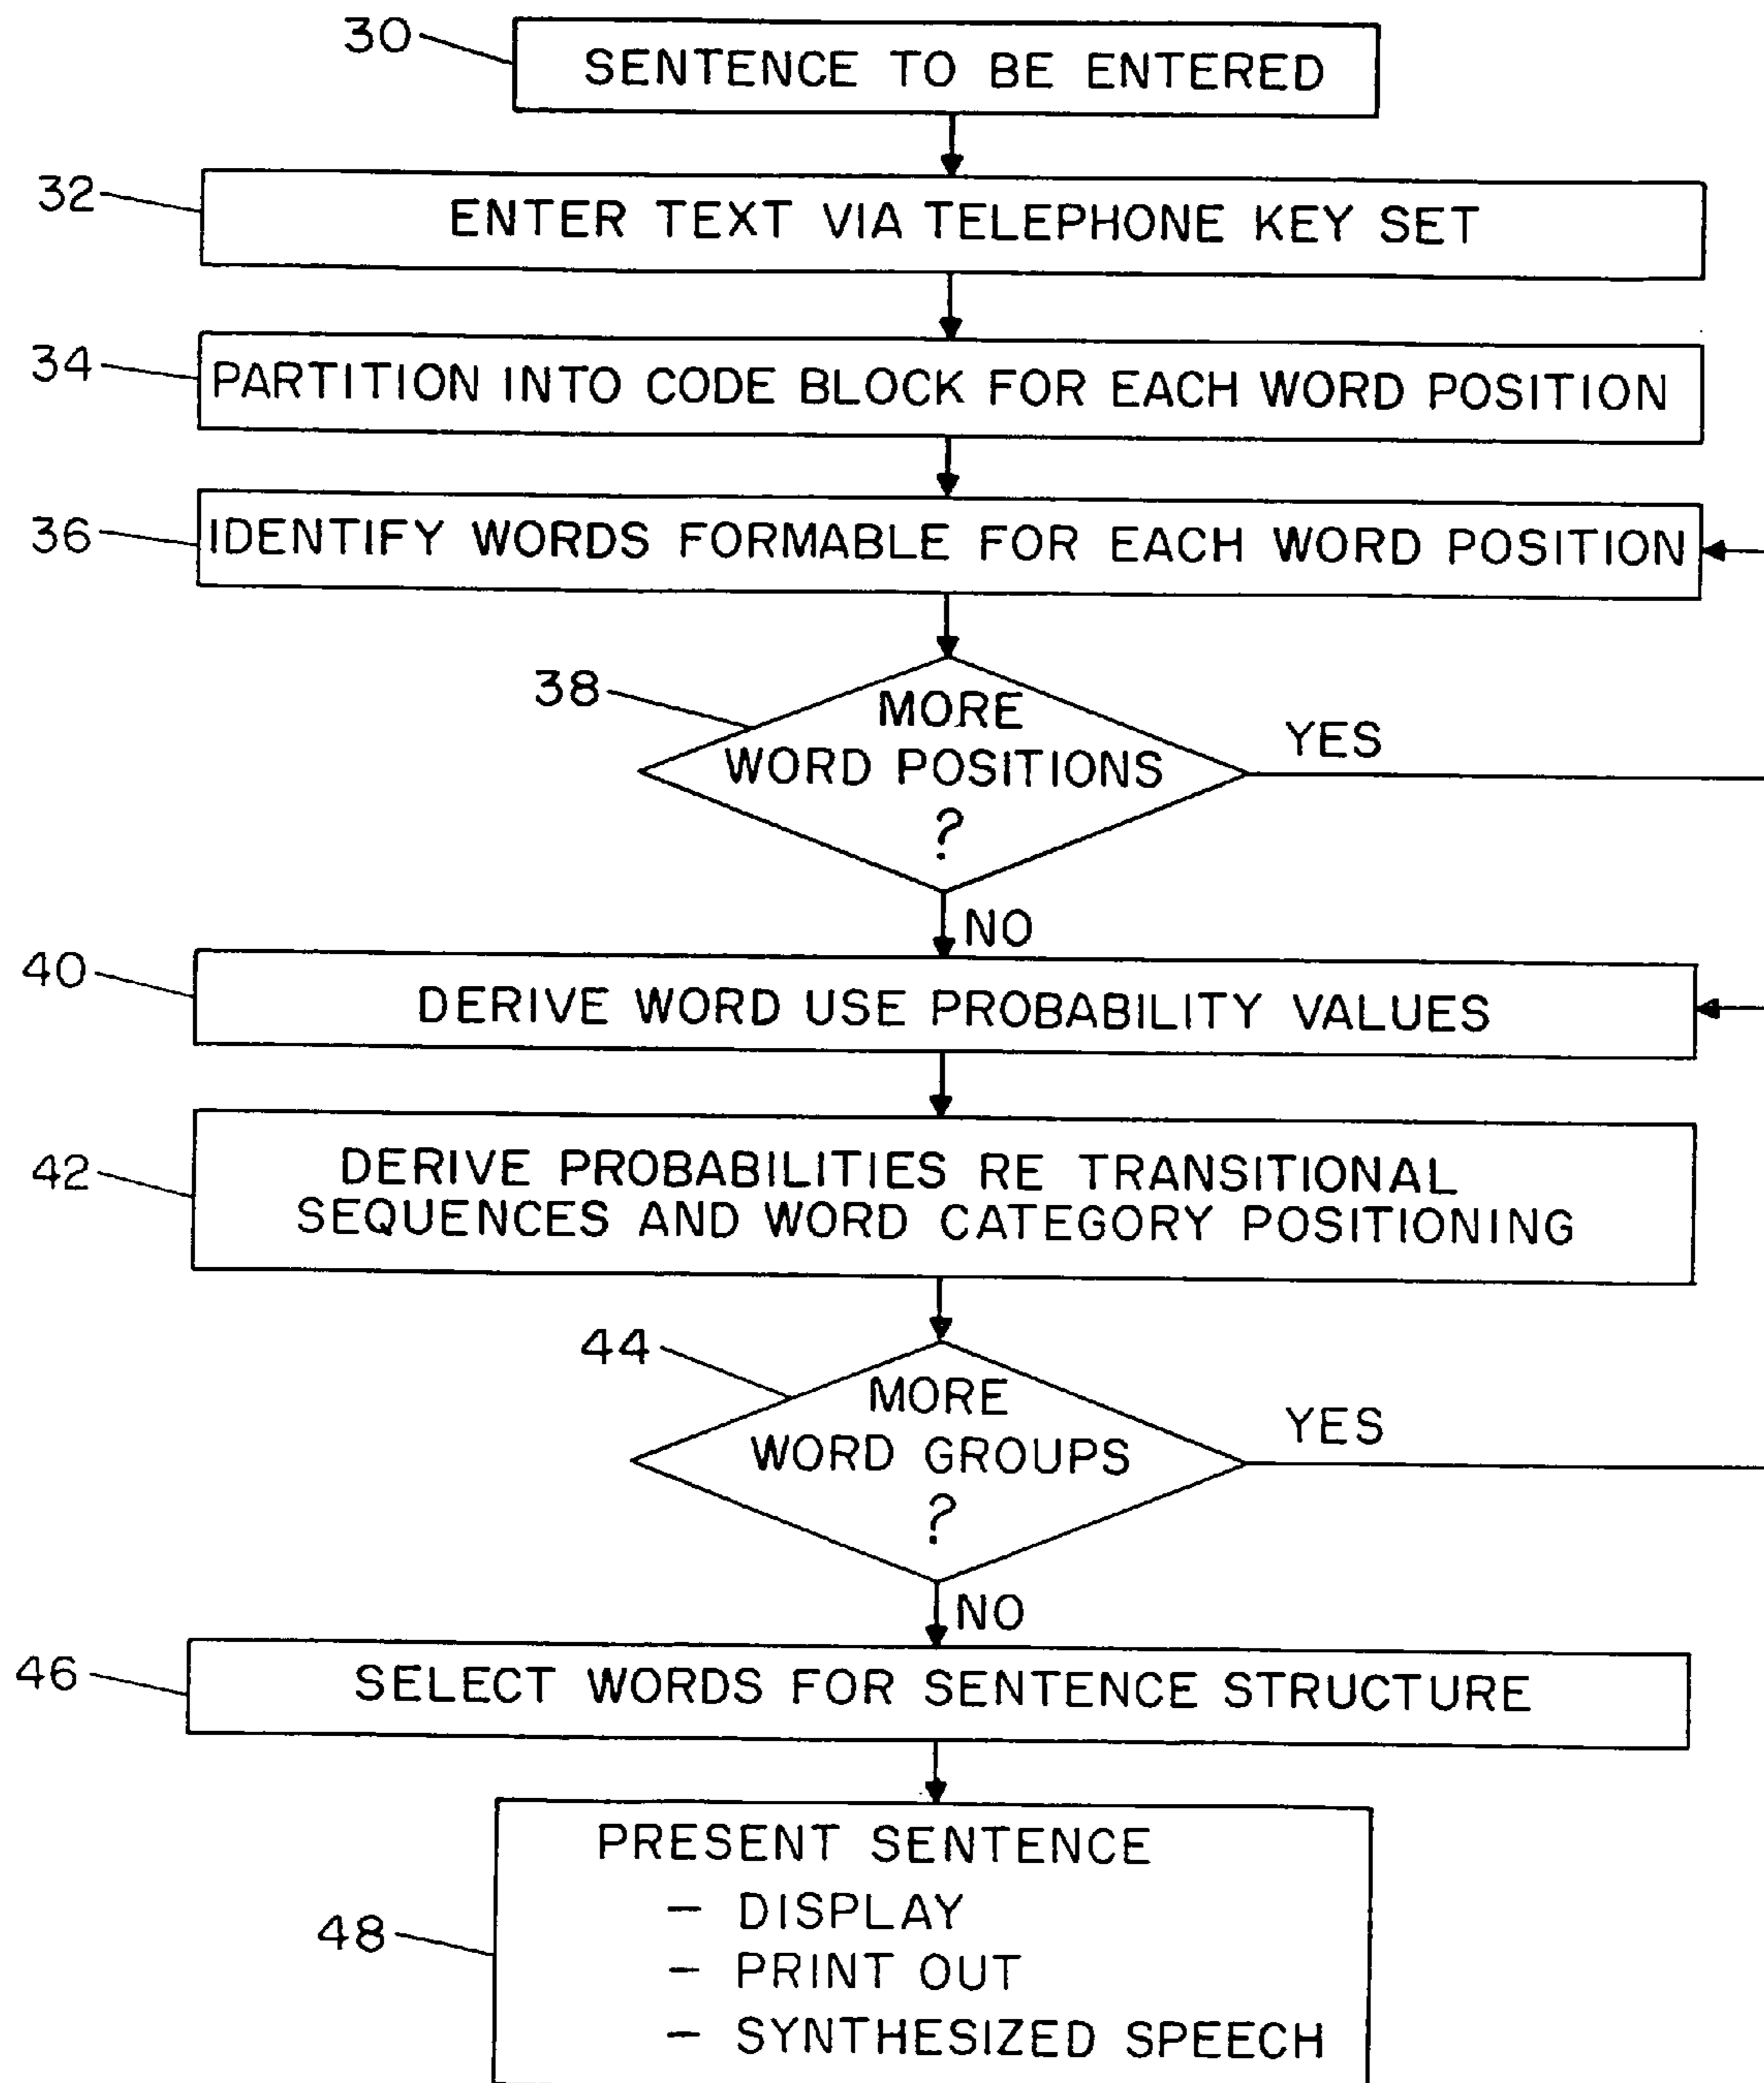 30
SENTENCE TO BE ENTERED
32
ENTER TEXT VIA TELEPHONE KEY SET
34
PARTITION INTO CODE BLOCK FOR EACH WORD POSITION
36
IDENTIFY WORDS FORMABLE FOR EACH WORD POSITION
38
MORE
WORD POSITIONS
?
YES
NO
40
DERIVE WORD USE PROBABILITY VALUES
42
DERIVE PROBABILITIES RE TRANSITIONAL
SEQUENCES AND WORD CATEGORY POSITIONING
44
MORE
WORD GROUPS
?
YES
NO
46
SELECT WORDS FOR SENTENCE STRUCTURE
48
PRESENT SENTENCE
- DISPLAY
- PRINT OUT
- SYNTHESIZED SPEECH